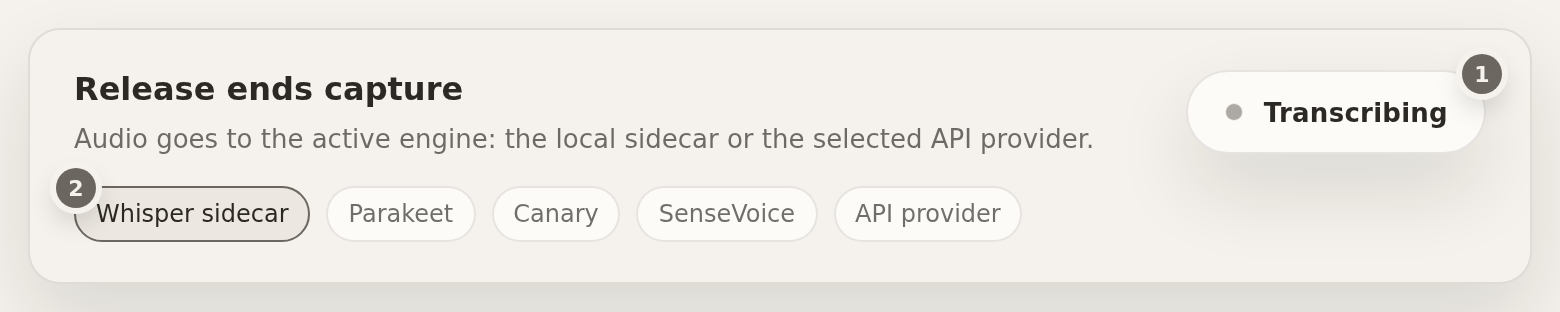 Release ends capture
Audio goes to the active engine: the local sidecar or the selected API provider.
1
Transcribing
2
Whisper sidecar
Parakeet
Canary
SenseVoice
API provider